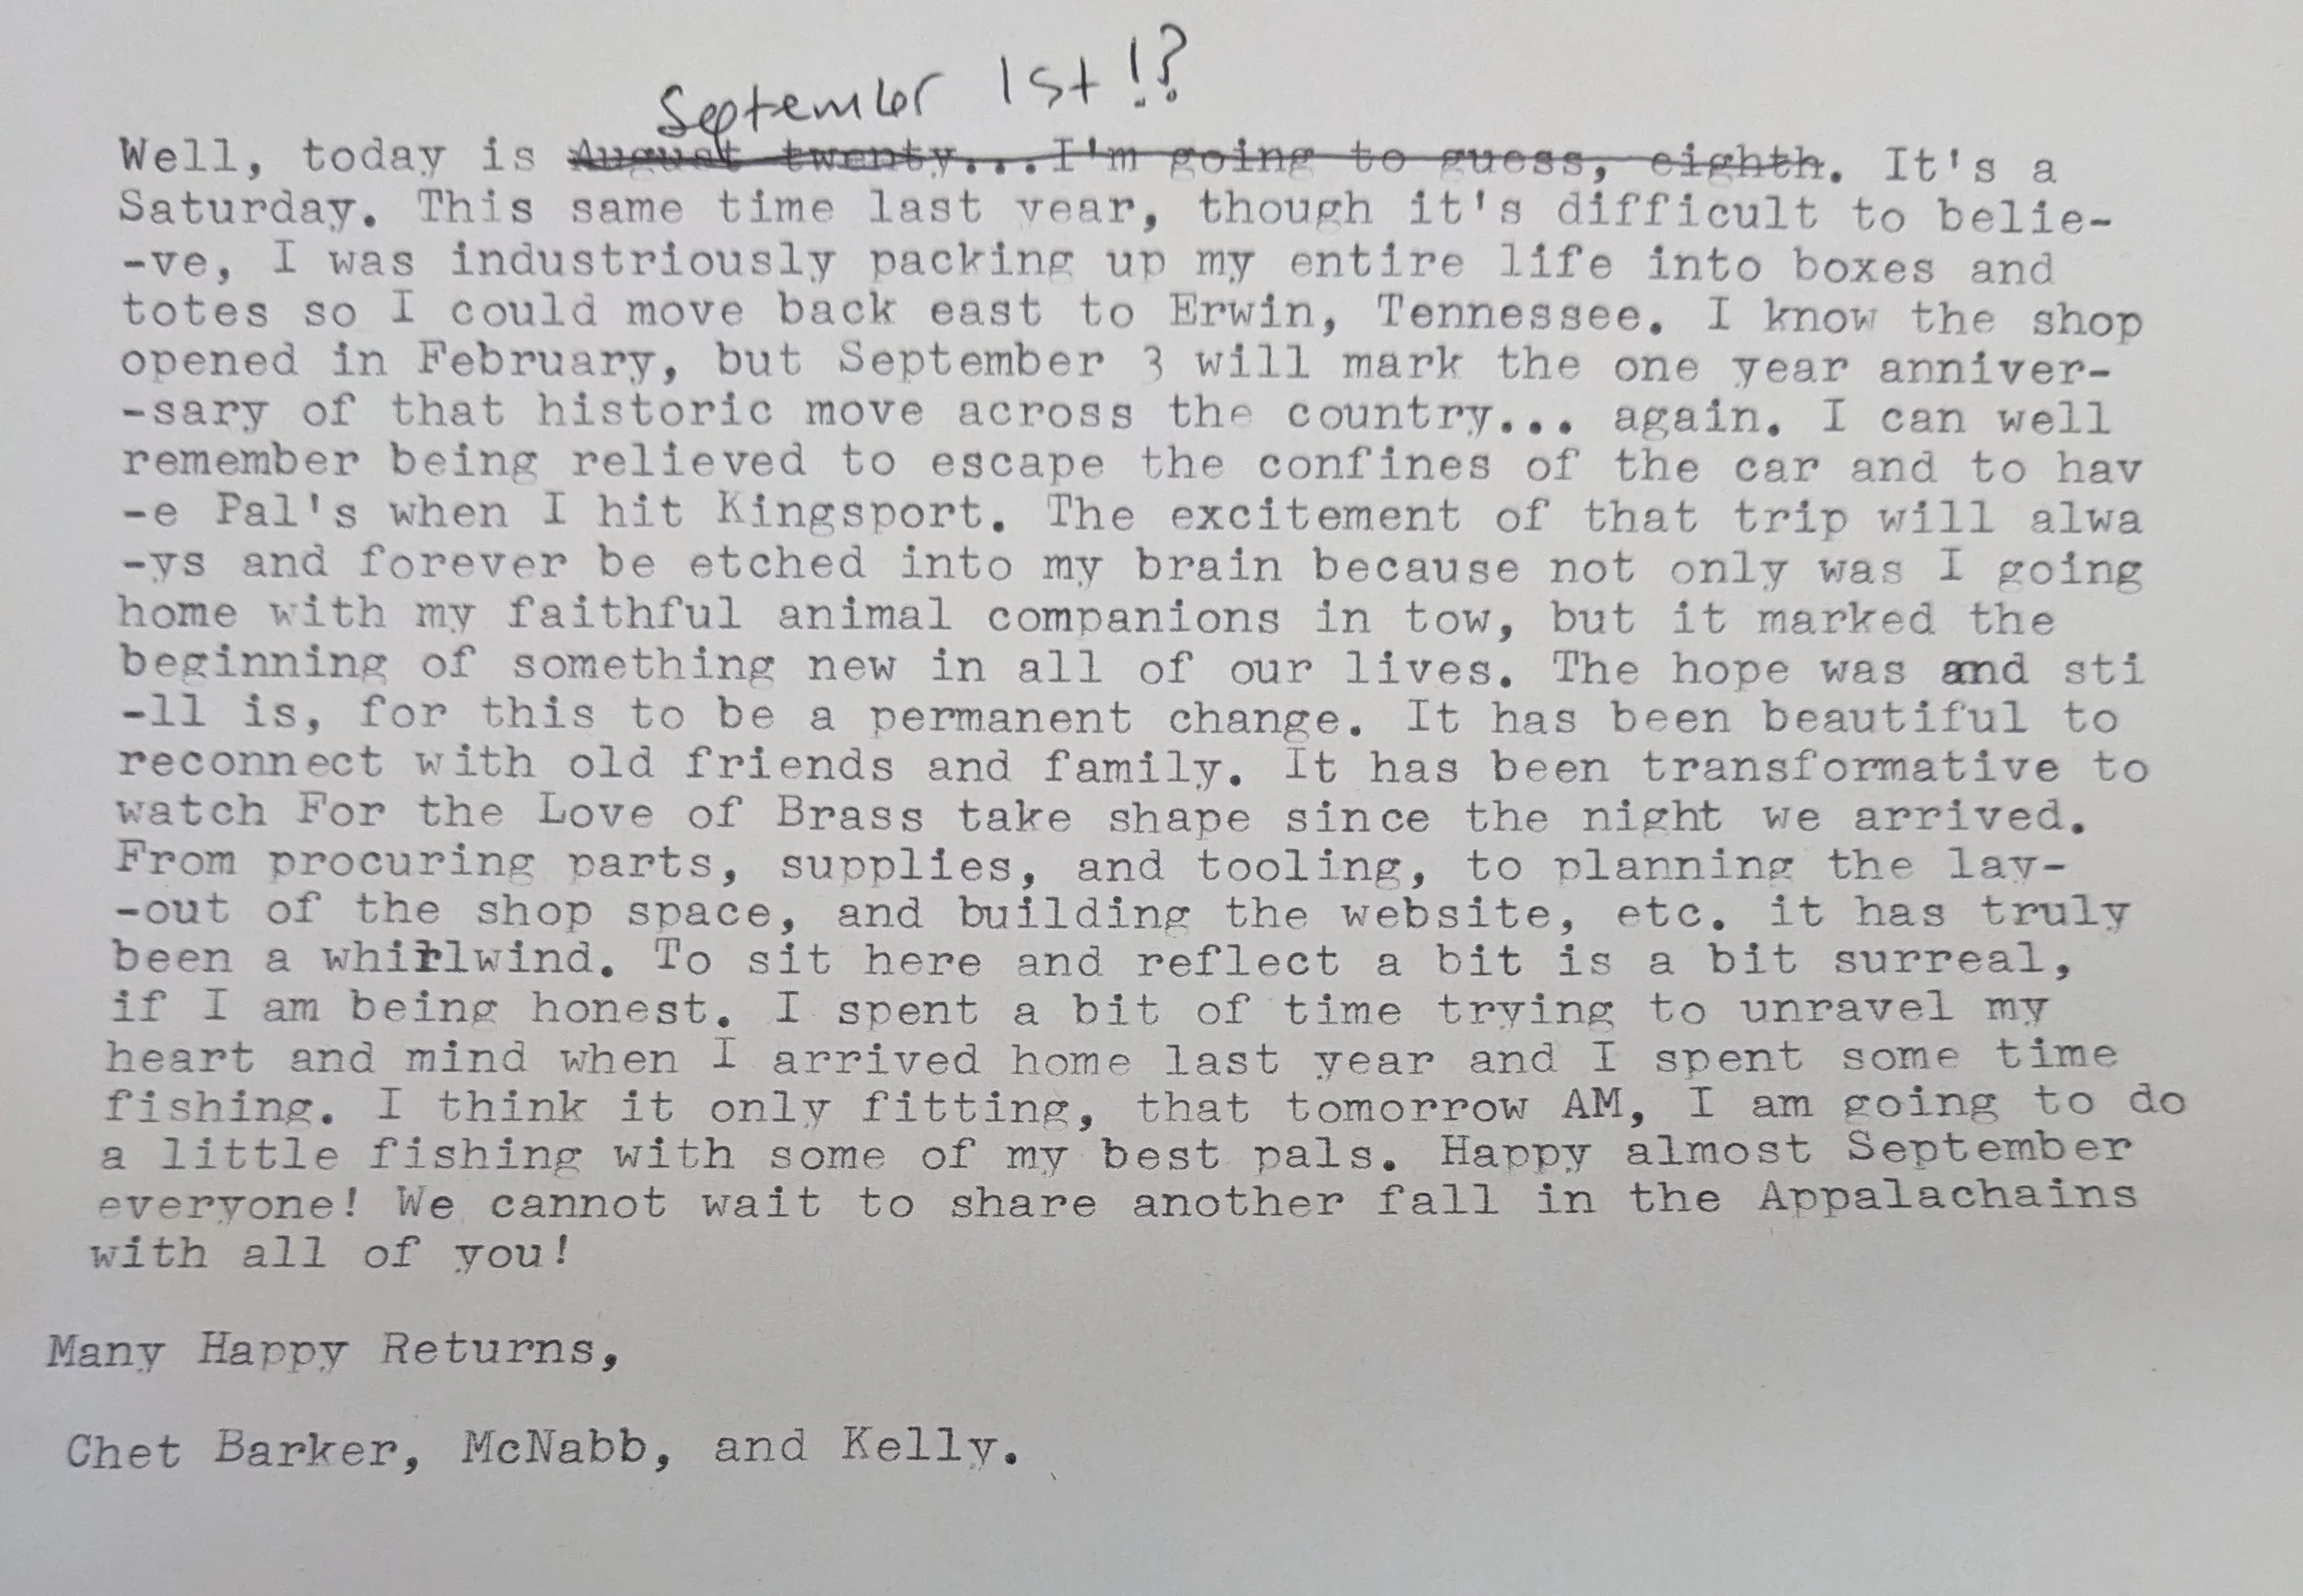 September 1st!?
Well, today is August twenty...I'm going to guess, eighth. It's a
Saturday. This same time last year, though it's difficult to belie-
-ve, I was industriously packing up my entire life into boxes and
totes so I could move back east to Erwin, Tennessee. I know the shop
opened in February, but September 3 will mark the one year anniver-
-sary of that historic move across the country... again. I can well
remember being relieved to escape the confines of the car and to hav
-e Pal's when I hit Kingsport. The excitement of that trip will alwa
-ys and forever be etched into my brain because not only was I going
home with my faithful animal companions in tow, but it marked the
beginning of something new in all of our lives. The hope was and sti
-ll is, for this to be a permanent change. It has been beautiful to
reconnect with old friends and family. It has been transformative to
watch For the Love of Brass take shape since the night we arrived.
From procuring parts, supplies, and tooling, to planning the lay-
-out of the shop space, and building the website, etc. it has truly
been a whirlwind. To sit here and reflect a bit is a bit surreal,
if I am being honest. I spent a bit of time trying to unravel my
heart and mind when I arrived home last year and I spent some time
fishing. I think it only fitting, that tomorrow AM, I am going to do
a little fishing with some of my best pals. Happy almost September
everyone! We cannot wait to share another fall in the Appalachains
with all of you!
Many Happy Returns,
Chet Barker, McNabb, and Kelly.